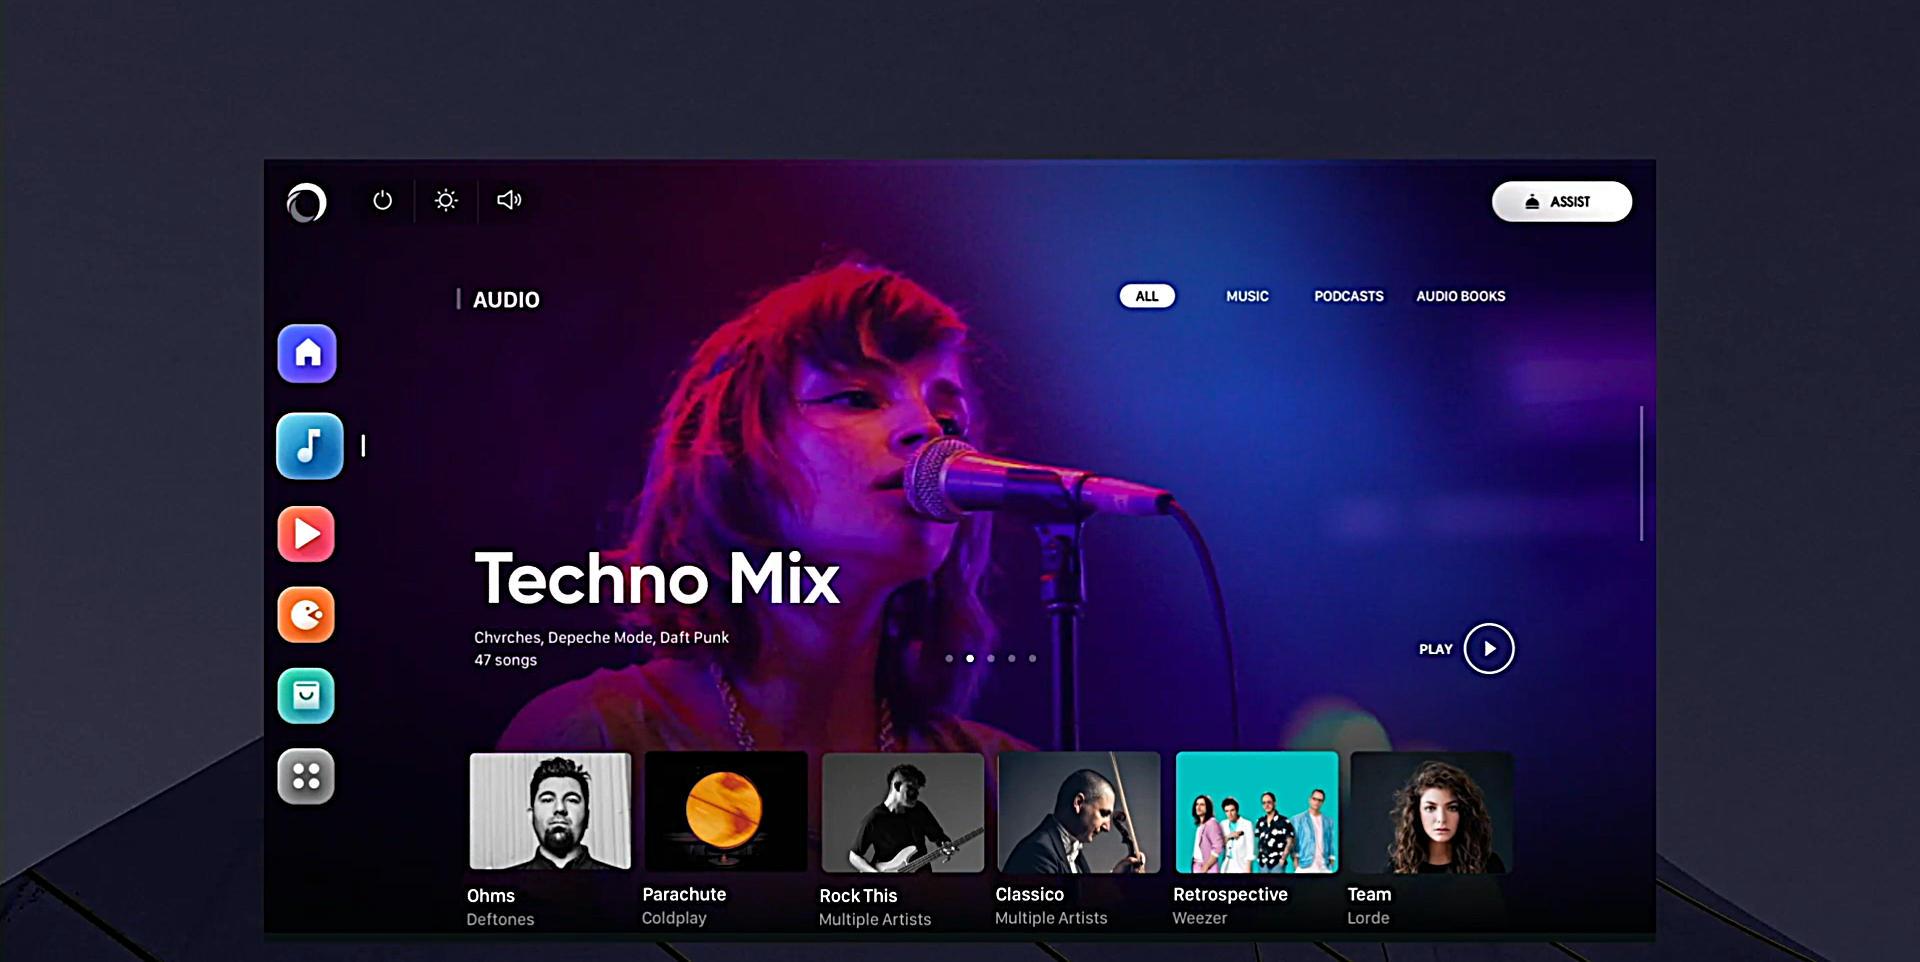 ASSIST
AUDIO
ALL MUSIC PODCASTS AUDIO BOOKS
Techno Mix
Chvrches, Depeche Mode, Daft Punk
47 songs
PLAY
Ohms
Deftones
Parachute
Coldplay
Rock This
Multiple Artists
Classico
Multiple Artists
Retrospective
Weezer
Team
Lorde